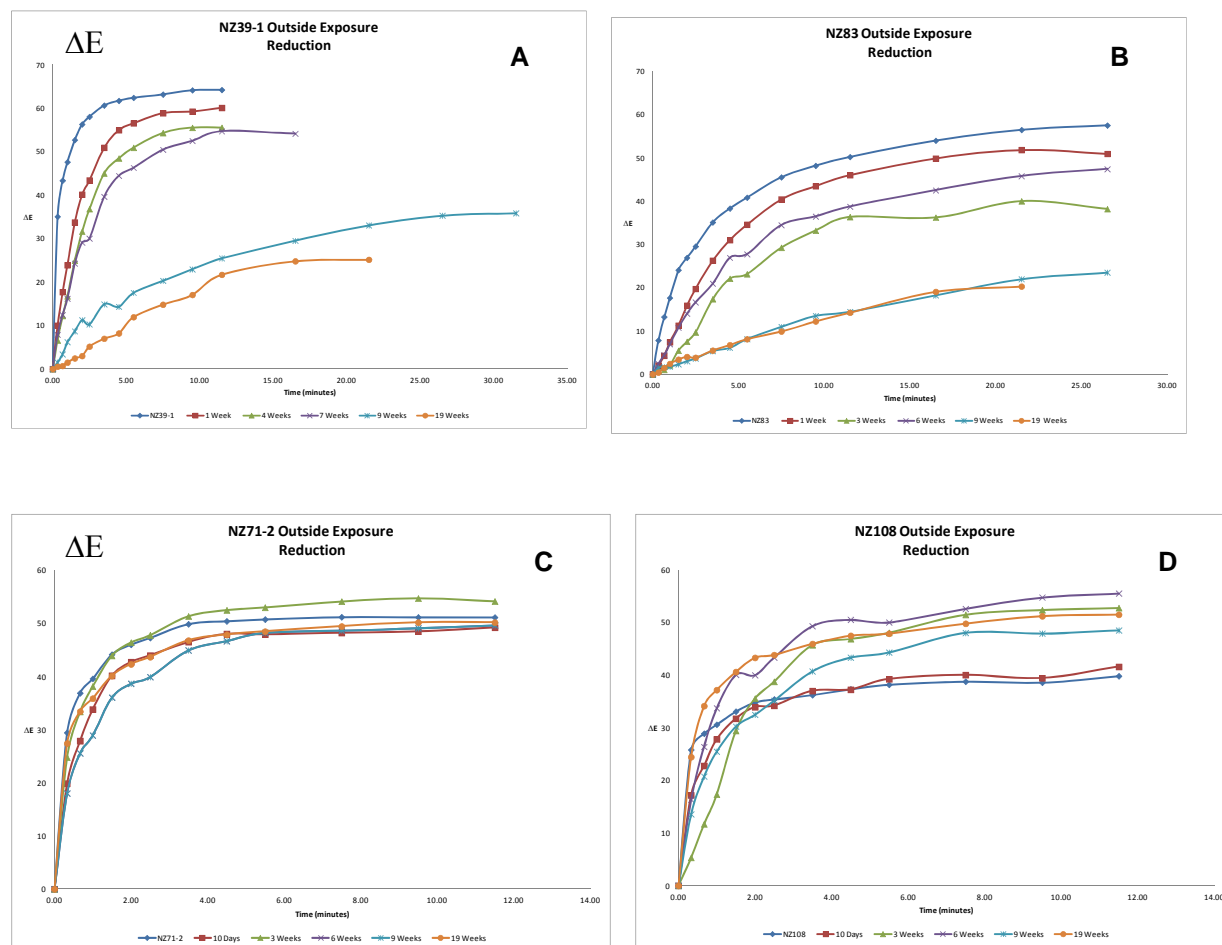 NZ39-1 Outside Exposure
Reduction
ΔE
A
70
60
50
40
30
20
10
0
ΔE
0.00 5.00 10.00 15.00 20.00 25.00 30.00 35.00
Time (minutes)
NZ39-1 1 Week 4 Weeks 7 Weeks 9 Weeks 19 Weeks
NZ83 Outside Exposure
Reduction
B
70
60
50
40
30
20
10
0
ΔE
0.00 5.00 10.00 15.00 20.00 25.00 30.00
Time (minutes)
NZ83 1 Week 3 Weeks 6 Weeks 9 Weeks 19 Weeks
NZ71-2 Outside Exposure
Reduction
ΔE
C
60
50
40
30
20
10
0
ΔE
0.00 2.00 4.00 6.00 8.00 10.00 12.00 14.00
Time (minutes)
NZ71-2 10 Days 3 Weeks 6 Weeks 9 Weeks 19 Weeks
NZ108 Outside Exposure
Reduction
D
60
50
40
30
20
10
0
ΔE
0.00 2.00 4.00 6.00 8.00 10.00 12.00 14.00
Time (minutes)
NZ108 10 Days 3 Weeks 6 Weeks 9 Weeks 19 Weeks